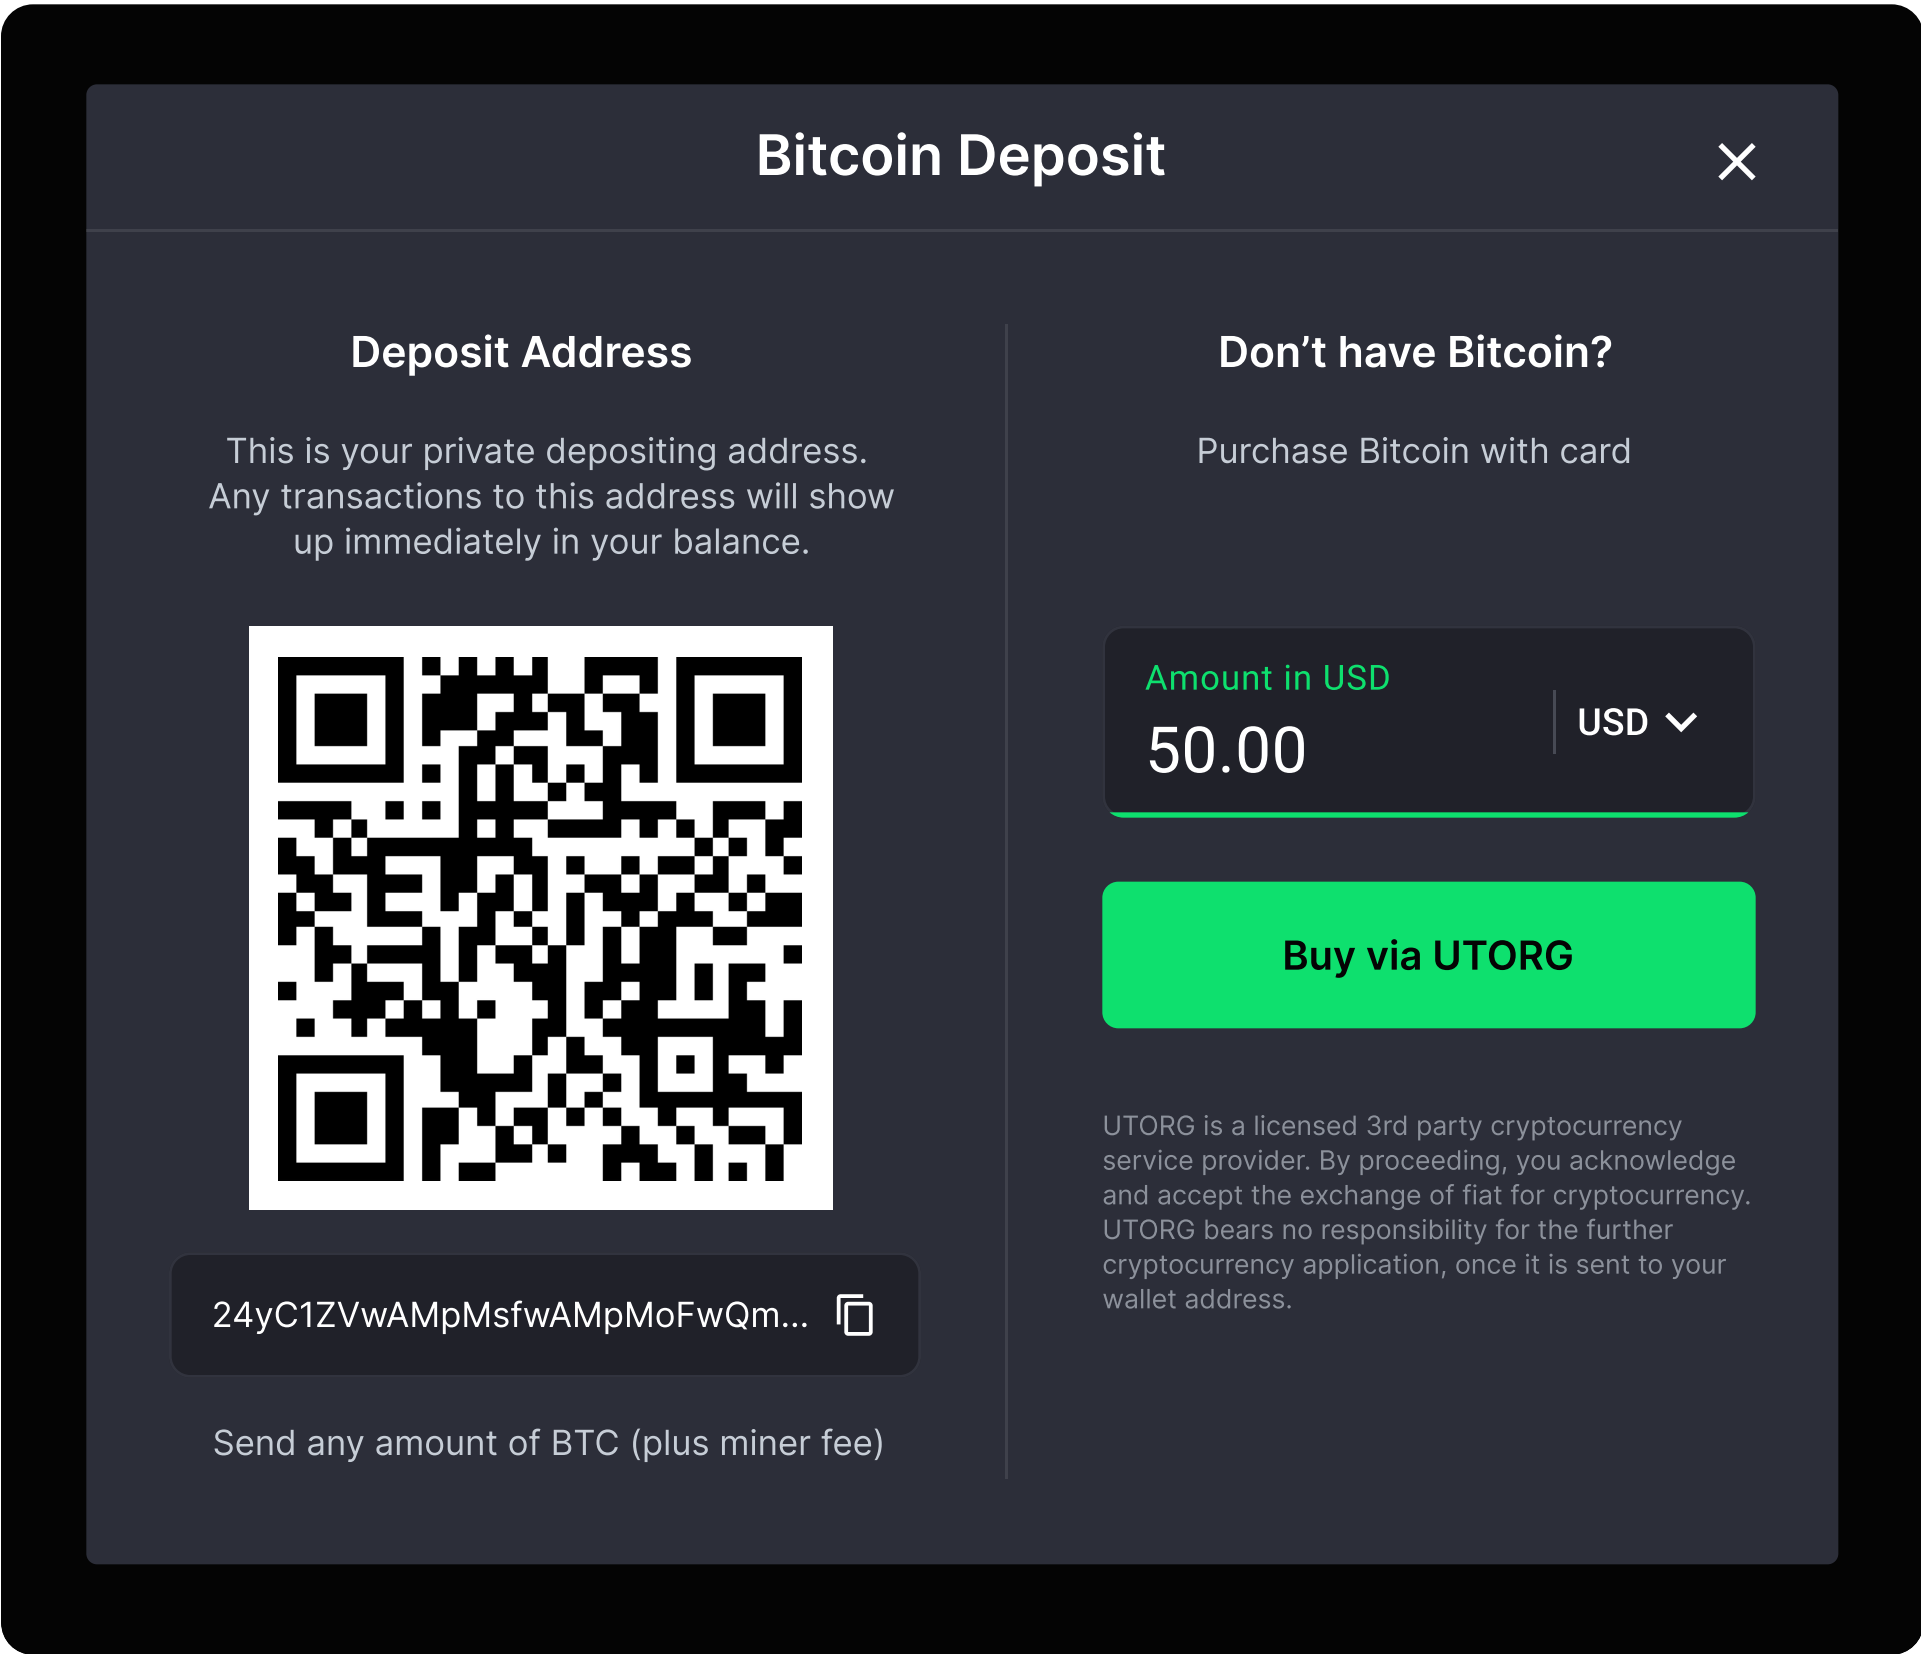 Bitcoin Deposit
Deposit Address
This is your private depositing address.
Any transactions to this address will show
up immediately in your balance.
24yC1ZVwAMpMsfwAMpMoFwQm...
Send any amount of BTC (plus miner fee)
Don’t have Bitcoin?
Purchase Bitcoin with card
Amount in USD
50.00
USD
Buy via UTORG
UTORG is a licensed 3rd party cryptocurrency
service provider. By proceeding, you acknowledge
and accept the exchange of fiat for cryptocurrency.
UTORG bears no responsibility for the further
cryptocurrency application, once it is sent to your
wallet address.